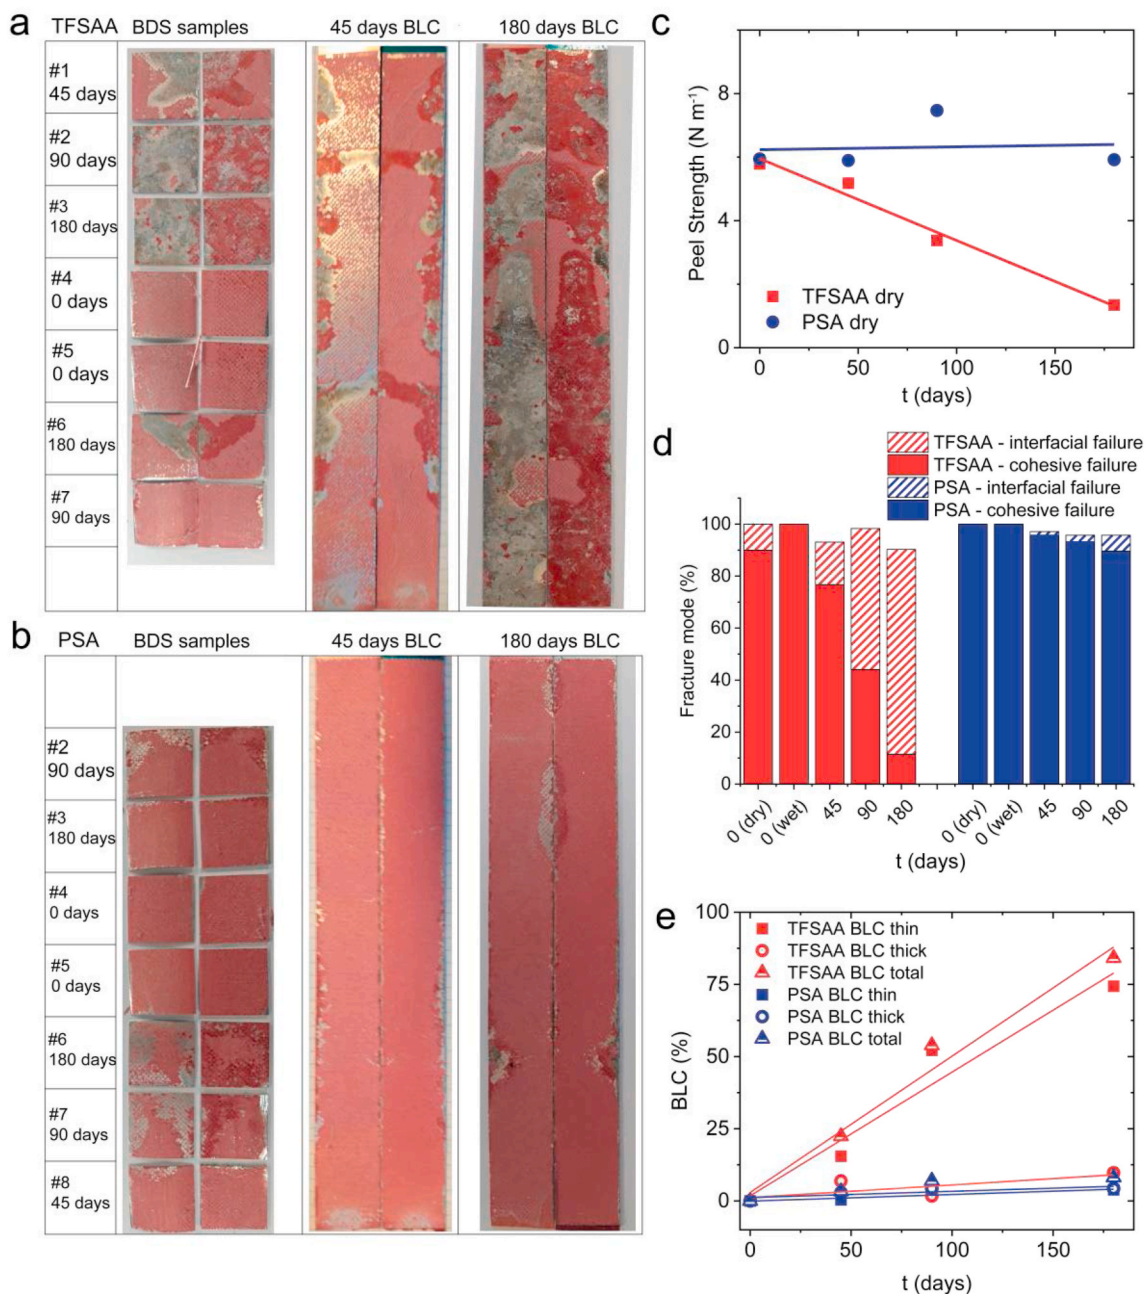 a
TFSAA BDS samples 45 days BLC 180 days BLC
#1
45 days
#2
90 days
#3
180 days
#4
0 days
#5
0 days
#6
180 days
#7
90 days
b
PSA BDS samples 45 days BLC 180 days BLC
#2
90 days
#3
180 days
#4
0 days
#5
0 days
#6
180 days
#7
90 days
#8
45 days
c
Peel Strength (N m⁻¹)
8
4
0
TFSAA dry
PSA dry
0 50 100 150
t (days)
d
TFSAA - interfacial failure
TFSAA - cohesive failure
PSA - interfacial failure
PSA - cohesive failure
Fracture mode (%)
100
80
60
40
20
0
0 (dry) 0 (wet) 45 90 180 0 (dry) 0 (wet) 45 90 180
t (days)
e
BLC (%)
100
75
50
25
0
TFSAA BLC thin
TFSAA BLC thick
TFSAA BLC total
PSA BLC thin
PSA BLC thick
PSA BLC total
0 50 100 150
t (days)